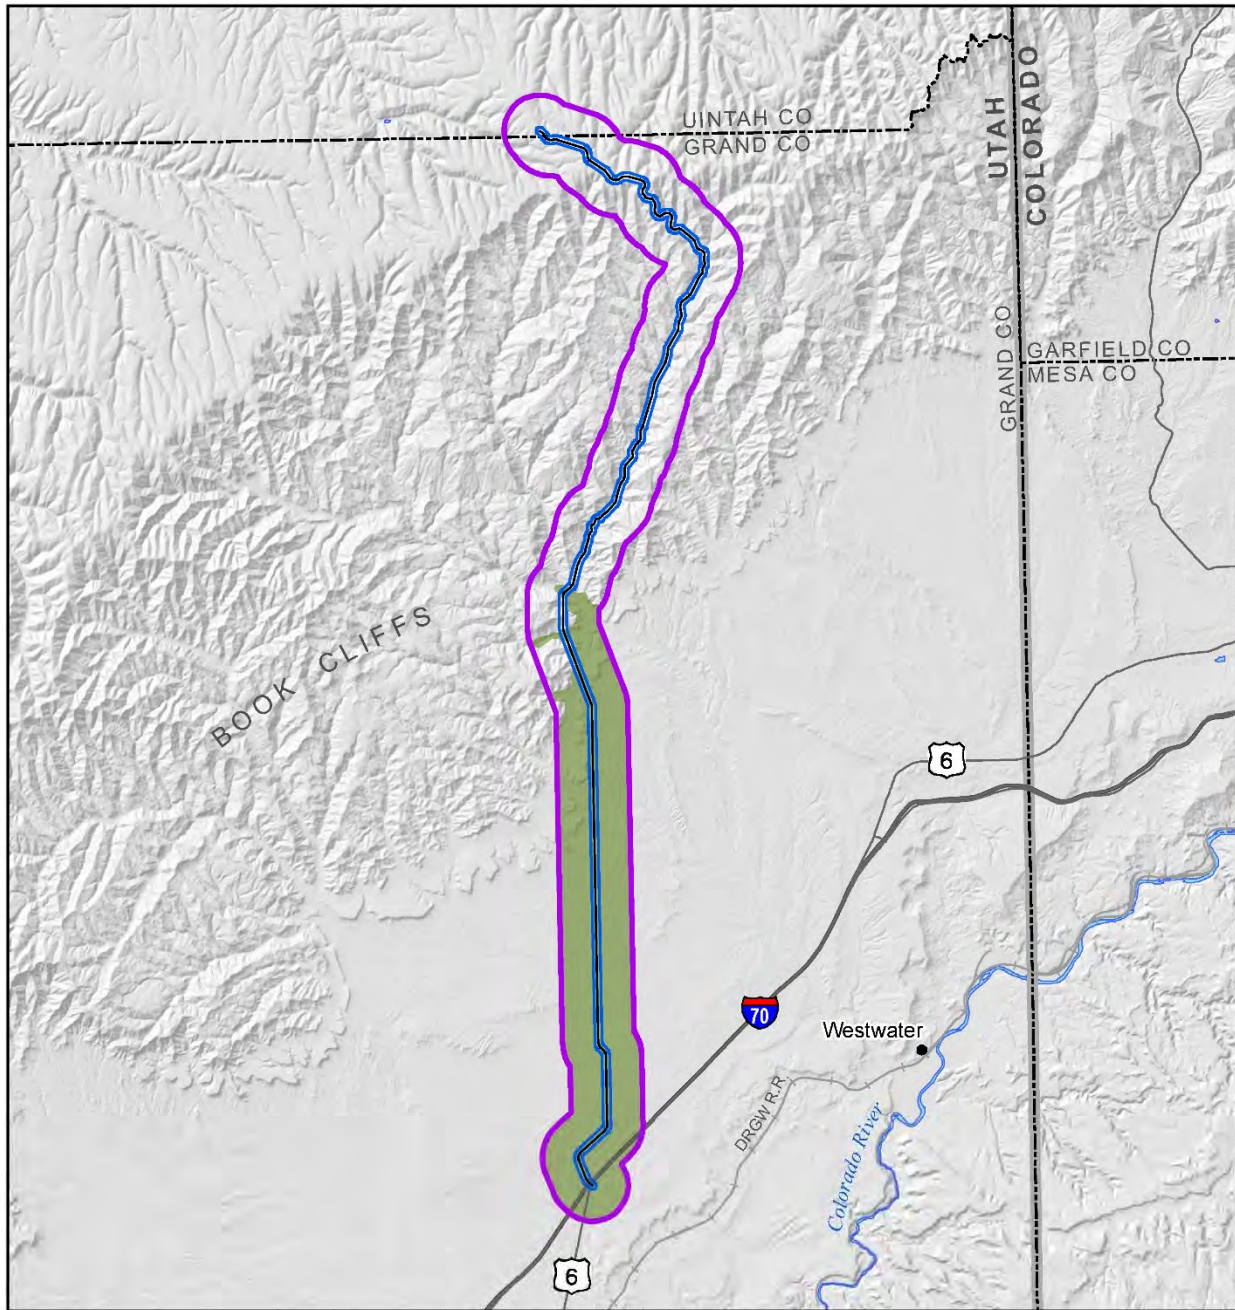 UINTAH CO
GRAND CO
UTAH
COLORADO
GRAND CO
GARFIELD CO
MESA CO
BOOK CLIFFS
6
70
Westwater
DRGW R.R.
Colorado River
6